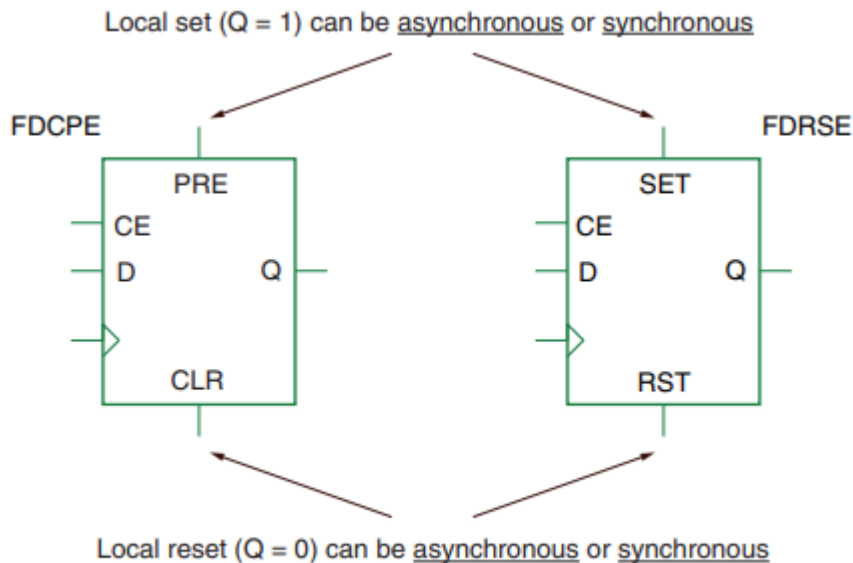 Local set (Q = 1) can be asynchronous or synchronous
FDCPE
FDRSE
PRE
SET
CE
CE
D
Q
D
Q
CLR
RST
Local reset (Q = 0) can be asynchronous or synchronous